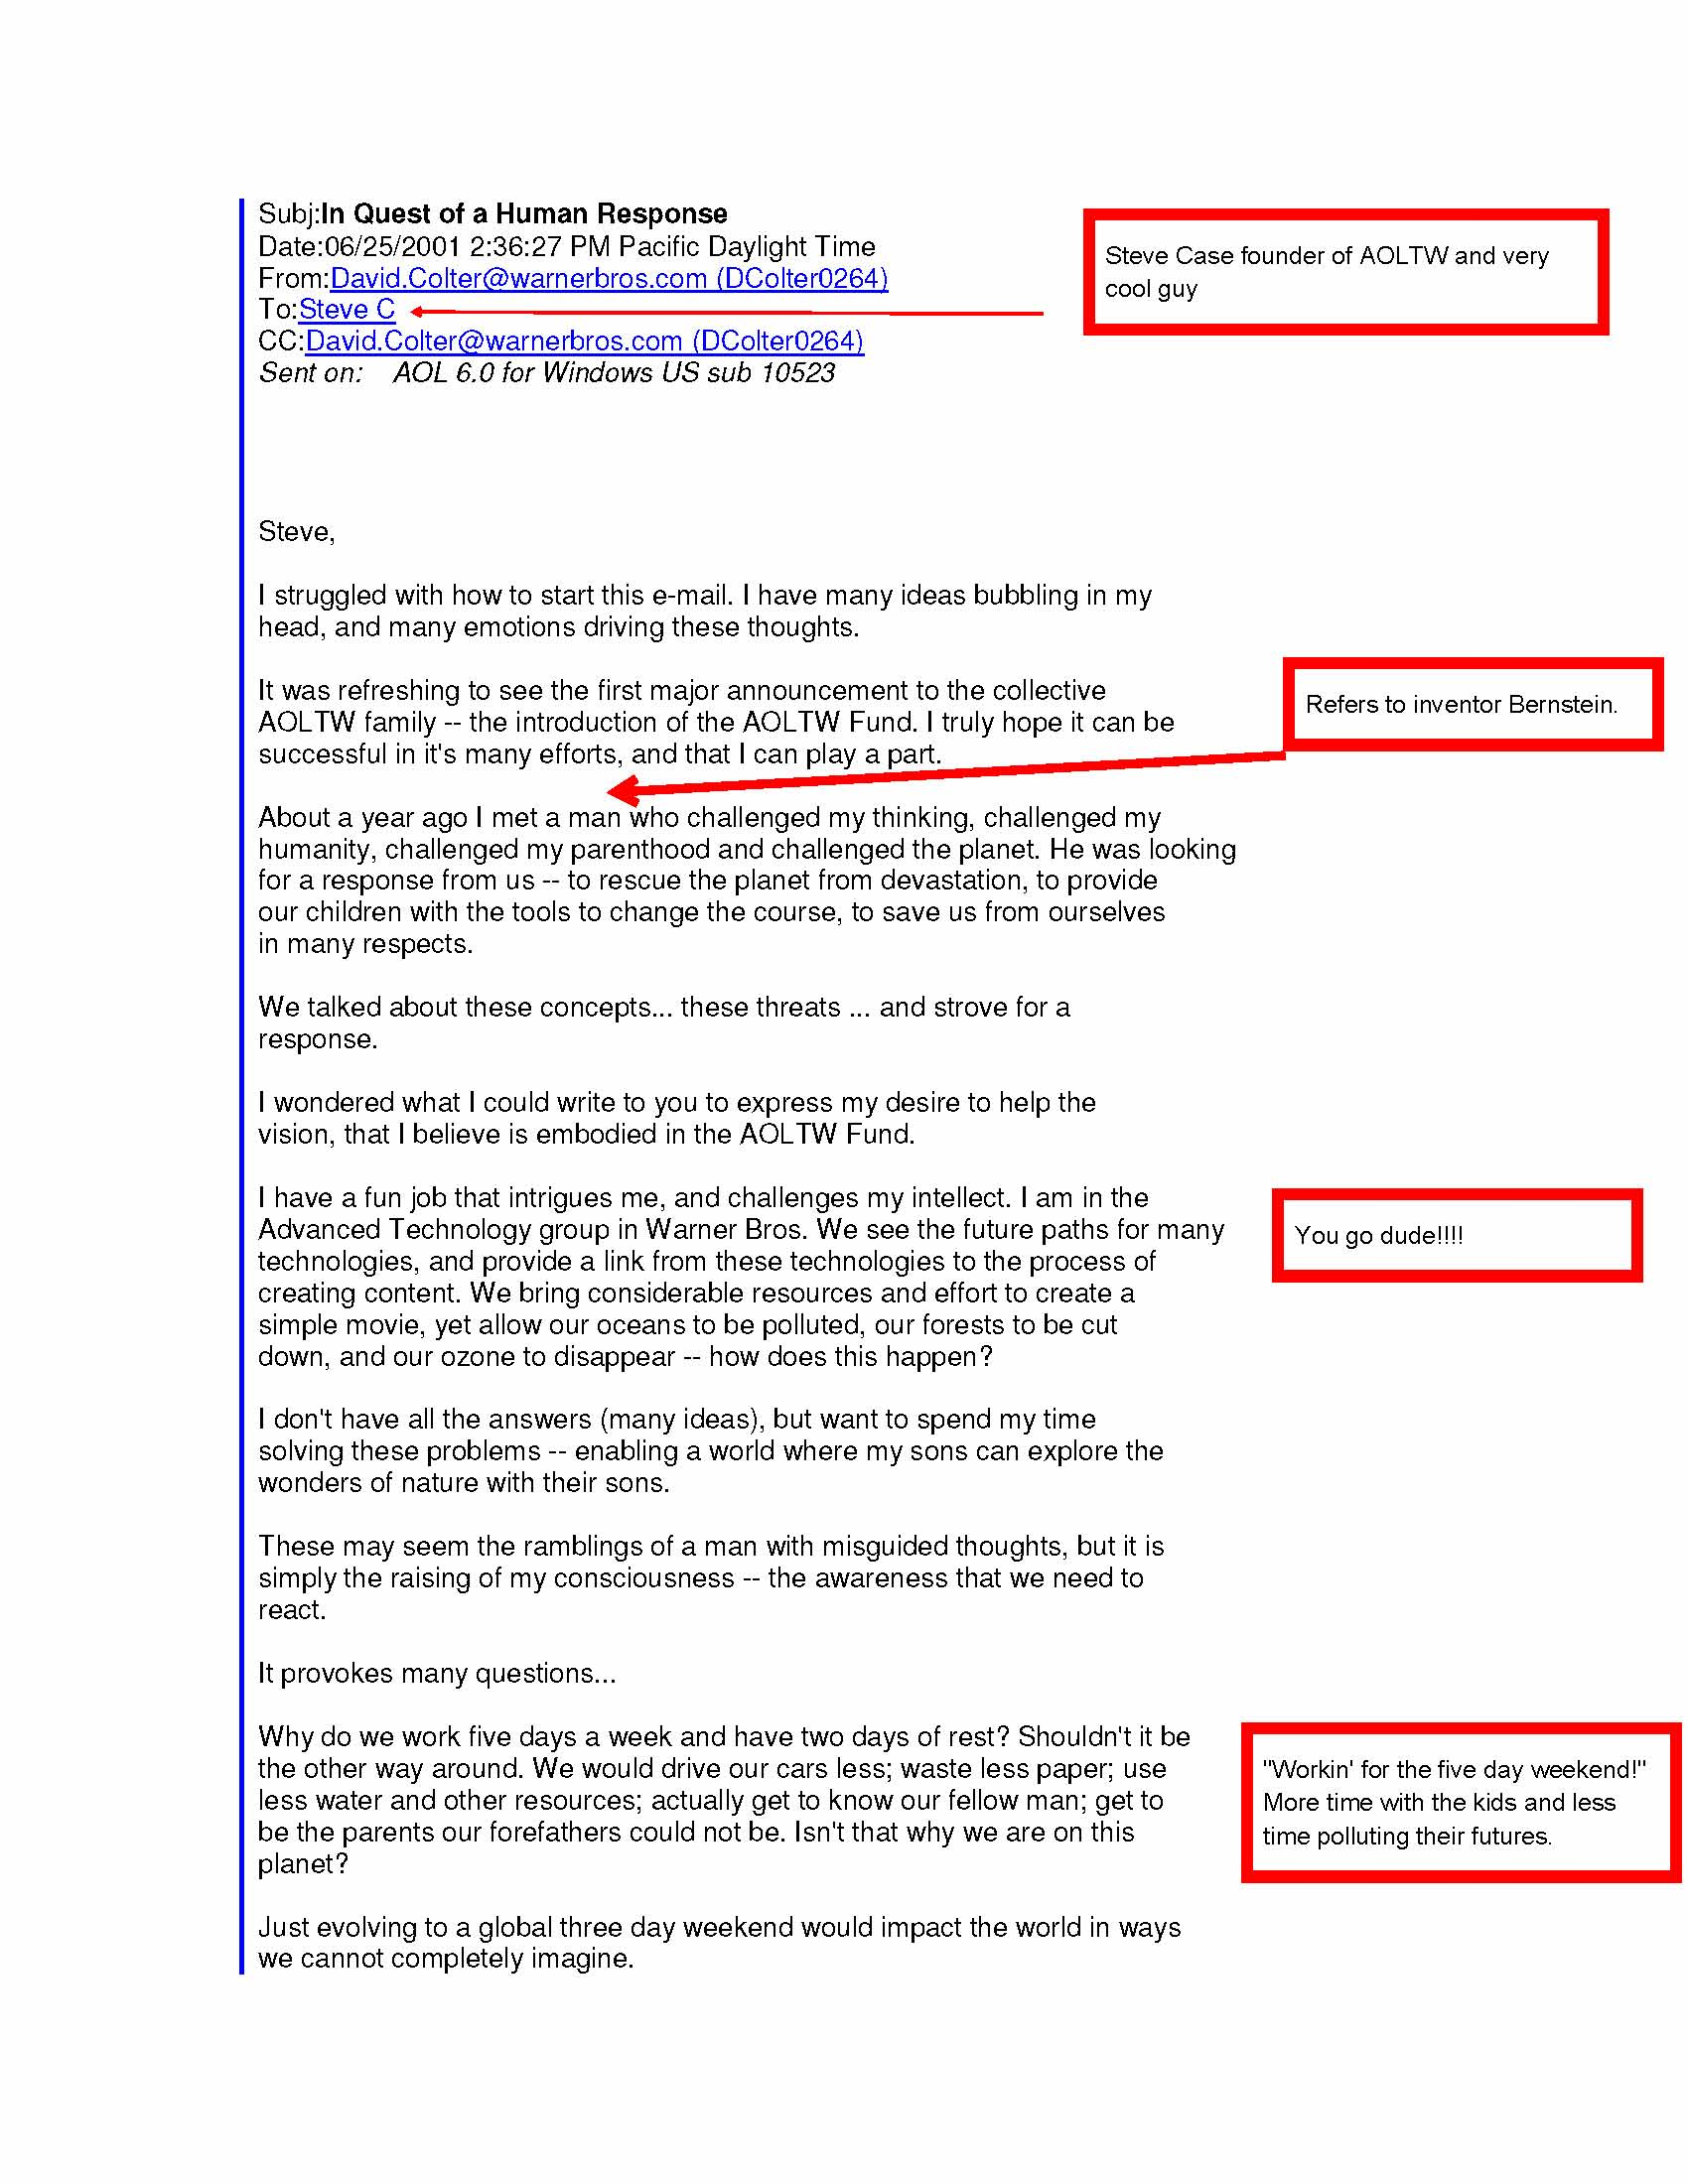 Subj:In Quest of a Human Response
Date:06/25/2001 2:36:27 PM Pacific Daylight Time
From:David.Colter@warnerbros.com (DColter0264)
To:Steve C
CC:David.Colter@warnerbros.com (DColter0264)
Sent on: AOL 6.0 for Windows US sub 10523
Steve Case founder of AOLTW and very
cool guy
Steve,
I struggled with how to start this e-mail. I have many ideas bubbling in my
head, and many emotions driving these thoughts.
It was refreshing to see the first major announcement to the collective
AOLTW family -- the introduction of the AOLTW Fund. I truly hope it can be
successful in it's many efforts, and that I can play a part.
Refers to inventor Bernstein.
About a year ago I met a man who challenged my thinking, challenged my
humanity, challenged my parenthood and challenged the planet. He was looking
for a response from us -- to rescue the planet from devastation, to provide
our children with the tools to change the course, to save us from ourselves
in many respects.
We talked about these concepts... these threats ... and strove for a
response.
I wondered what I could write to you to express my desire to help the
vision, that I believe is embodied in the AOLTW Fund.
I have a fun job that intrigues me, and challenges my intellect. I am in the
Advanced Technology group in Warner Bros. We see the future paths for many
technologies, and provide a link from these technologies to the process of
creating content. We bring considerable resources and effort to create a
simple movie, yet allow our oceans to be polluted, our forests to be cut
down, and our ozone to disappear -- how does this happen?
You go dude!!!!
I don't have all the answers (many ideas), but want to spend my time
solving these problems -- enabling a world where my sons can explore the
wonders of nature with their sons.
These may seem the ramblings of a man with misguided thoughts, but it is
simply the raising of my consciousness -- the awareness that we need to
react.
It provokes many questions...
Why do we work five days a week and have two days of rest? Shouldn't it be
the other way around. We would drive our cars less; waste less paper; use
less water and other resources; actually get to know our fellow man; get to
be the parents our forefathers could not be. Isn't that why we are on this
planet?
"Workin' for the five day weekend!"
More time with the kids and less
time polluting their futures.
Just evolving to a global three day weekend would impact the world in ways
we cannot completely imagine.